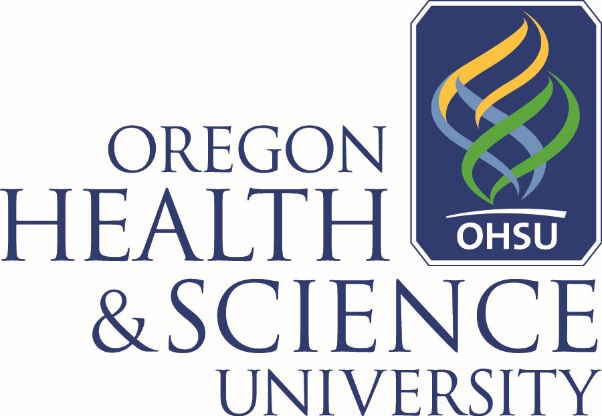 OREGON
HEALTH
OHSU
& SCIENCE
UNIVERSITY